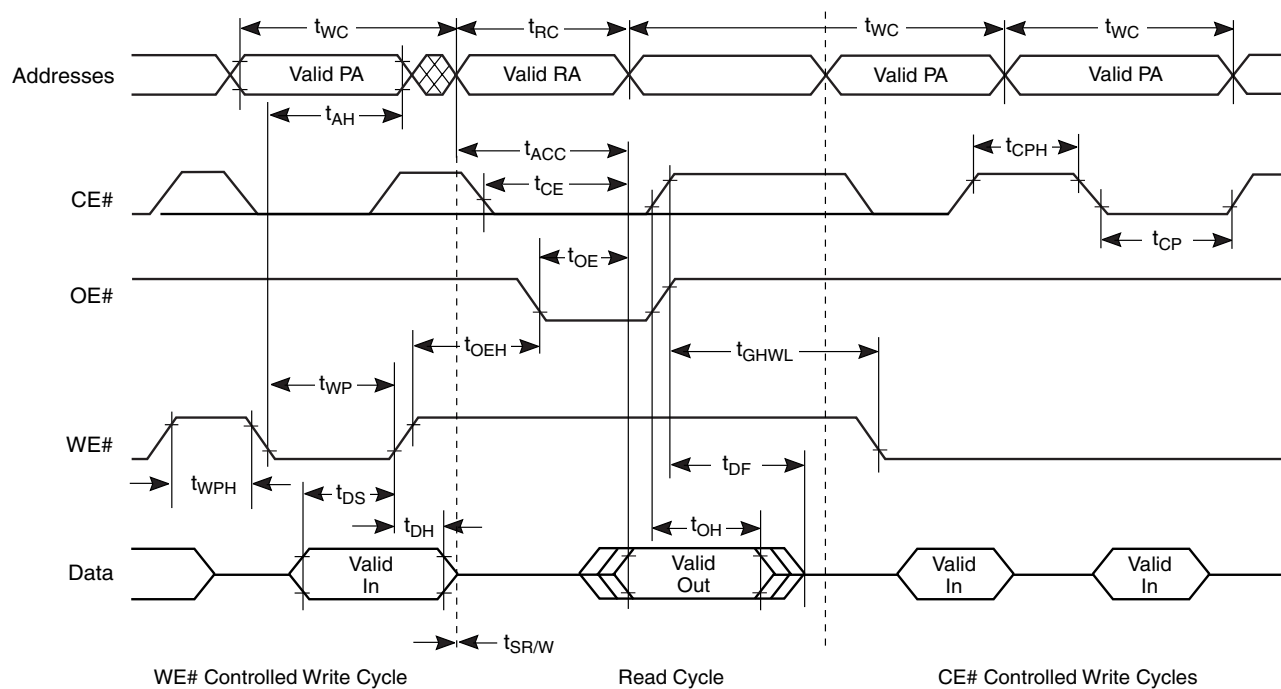 tWC tRC tWC tWC
Addresses Valid PA Valid RA Valid PA Valid PA
tAH
tACC tCPH
CE# tCE
tCP
tOE
OE#
tOEH tGHWL
tWP
WE#
tWPH tDS tDF
tDH tOH
Data Valid In Valid Out Valid In Valid In
tSR/W
WE# Controlled Write Cycle Read Cycle CE# Controlled Write Cycles